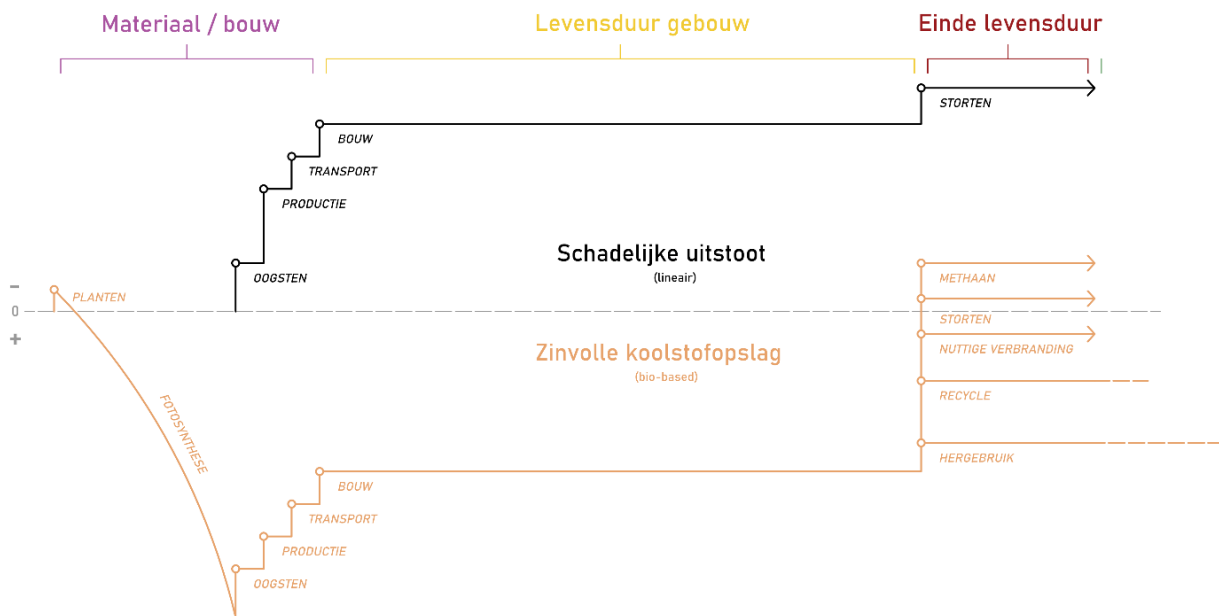 Materiaal / bouw
Levensduur gebouw
Einde levensduur
STORTEN
BOUW
TRANSPORT
PRODUCTIE
Schadelijke uitstoot
(lineair)
OOGSTEN
METHAAN
–
PLANTEN
0
STORTEN
+
NUTTIGE VERBRANDING
Zinvolle koolstofopslag
(bio-based)
RECYCLE
FOTOSYNTHESE
HERGEBRUIK
BOUW
TRANSPORT
PRODUCTIE
OOGSTEN